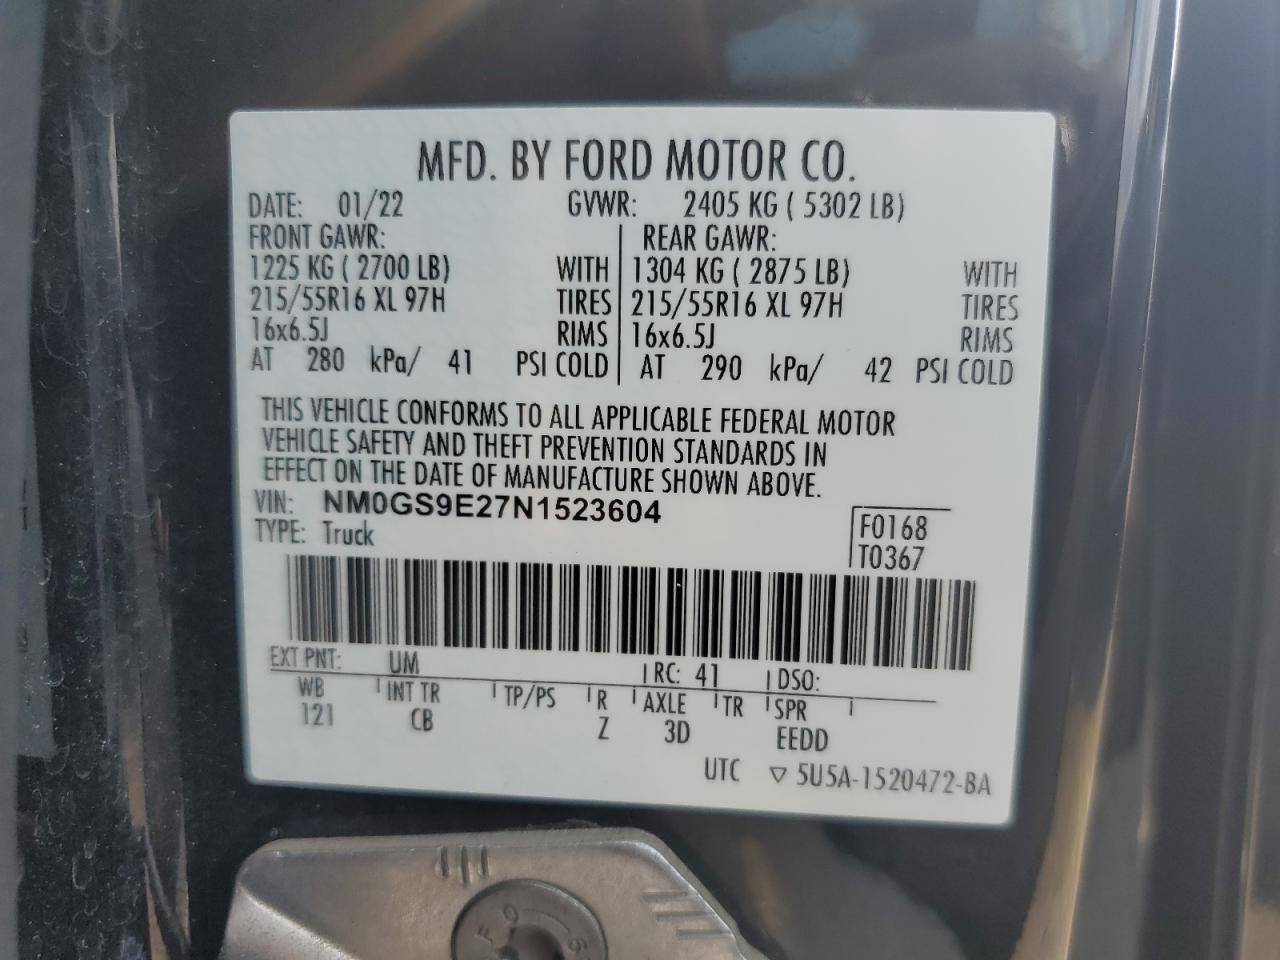 MFD. BY FORD MOTOR CO.
DATE: 01/22 GVWR: 2405 KG ( 5302 LB)
FRONT GAWR: REAR GAWR:
1225 KG ( 2700 LB) WITH 1304 KG ( 2875 LB) WITH
215/55R16 XL 97H TIRES 215/55R16 XL 97H TIRES
16x6.5J RIMS 16x6.5J RIMS
AT 280 kPa/ 41 PSI COLD AT 290 kPa/ 42 PSI COLD
THIS VEHICLE CONFORMS TO ALL APPLICABLE FEDERAL MOTOR
VEHICLE SAFETY AND THEFT PREVENTION STANDARDS IN
EFFECT ON THE DATE OF MANUFACTURE SHOWN ABOVE.
VIN: NM0GS9E27N1523604
TYPE: Truck
F0168
T0367
EXT PNT: UM RC: 41 DSO:
WB INT TR TP/PS R AXLE TR SPR
121 CB Z 3D EEDD
UTC ▽ 5U5A-1520472-BA